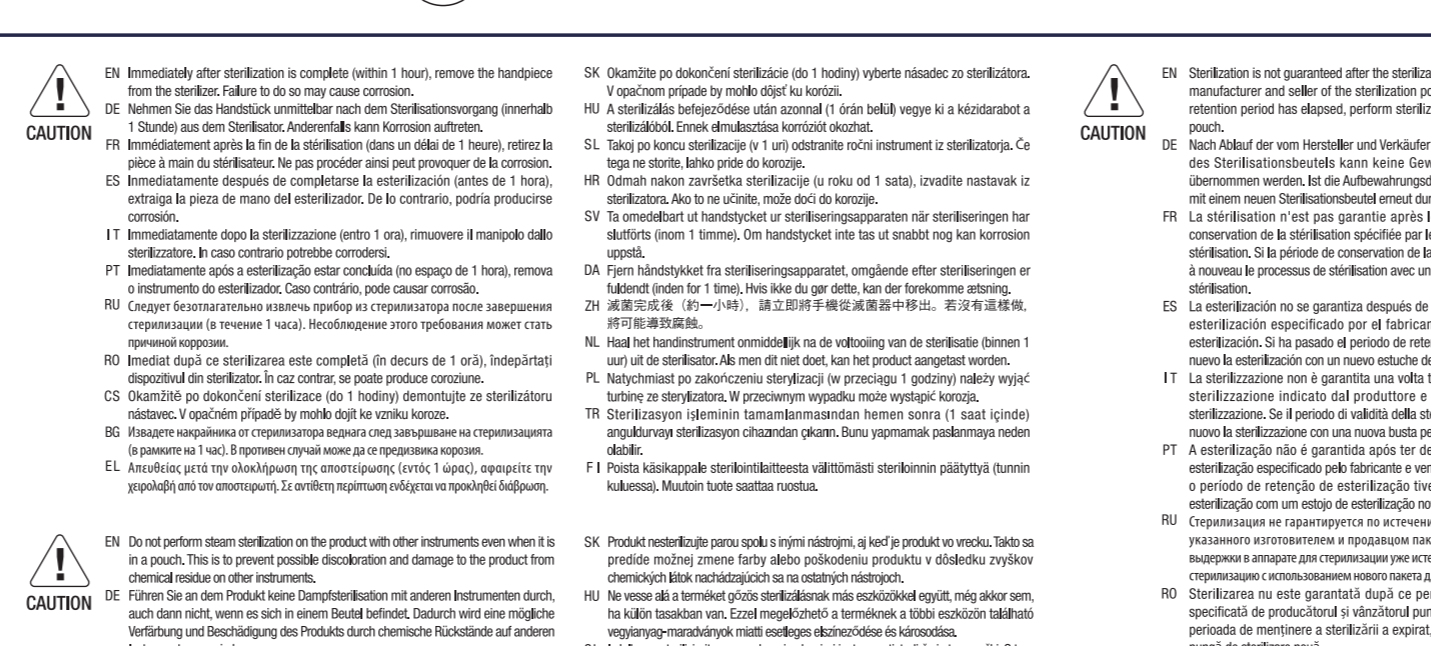 CAUTION
EN Immediately after sterilization is complete (within 1 hour), remove the handpiece
from the sterilizer. Failure to do so may cause corrosion.
DE Nehmen Sie das Handstück unmittelbar nach dem Sterilisationsvorgang (innerhalb
1 Stunde) aus dem Sterilisator. Anderenfalls kann Korrosion auftreten.
FR Immédiatement après la fin de la stérilisation (dans un délai de 1 heure), retirez la
pièce à main du stérilisateur. Ne pas procéder ainsi peut provoquer de la corrosion.
ES Inmediatamente después de completarse la esterilización (antes de 1 hora),
extraiga la pieza de mano del esterilizador. De lo contrario, podría producirse
corrosión.
IT Immediatamente dopo la sterilizzazione (entro 1 ora), rimuovere il manipolo dallo
sterilizzatore. In caso contrario potrebbe corrodersi.
PT Imediatamente após a esterilização estar concluída (no espaço de 1 hora), remova
o instrumento do esterilizador. Caso contrário, pode causar corrosão.
RU Следует безотлагательно извлечь прибор из стерилизатора после завершения
стерилизации (в течение 1 часа). Несоблюдение этого требования может стать
причиной коррозии.
RO Imediat după ce sterilizarea este completă (în decurs de 1 oră), îndepărtați
dispozitivul din sterilizator. În caz contrar, se poate produce coroziune.
CS Okamžitě po dokončení sterilizace (do 1 hodiny) demontujte ze sterilizátoru
nástavec. V opačném případě by mohlo dojít ke vzniku koroze.
BG Извадете накрайника от стерилизатора веднага след завършване на стерилизацията
(в рамките на 1 час). В противен случай може да се предизвика корозия.
EL Απευθείας μετά την ολοκλήρωση της αποστείρωσης (εντός 1 ώρας), αφαιρείτε την
χειρολαβή από τον αποστειρωτή. Σε αντίθετη περίπτωση ενδέχεται να προκληθεί διάβρωση.
SK Okamžite po dokončení sterilizácie (do 1 hodiny) vyberte násadec zo sterilizátora.
V opačnom prípade by mohlo dôjsť ku korózii.
HU A sterilizálás befejeződése után azonnal (1 órán belül) vegye ki a kézidarabot a
sterilizálóból. Ennek elmulasztása korróziót okozhat.
SL Takoj po koncu sterilizacije (v 1 uri) odstranite ročni instrument iz sterilizatorja. Če
tega ne storite, lahko pride do korozije.
HR Odmah nakon završetka sterilizacije (u roku od 1 sata), izvadite nastavak iz
sterilizatora. Ako to ne učinite, može doći do korozije.
SV Ta omedelbart ut handstycket ur steriliseringsapparaten när steriliseringen har
slutförts (inom 1 timme). Om handstycket inte tas ut snabbt nog kan korrosion
uppstå.
DA Fjern håndstykket fra steriliseringsapparatet, omgående efter steriliseringen er
fuldendt (inden for 1 time). Hvis ikke du gør dette, kan der forekomme ætsning.
ZH 滅菌完成後（約一小時），請立即將手機從滅菌器中移出。若沒有這樣做，
將可能導致腐蝕。
NL Haal het handinstrument onmiddellijk na de voltooiing van de sterilisatie (binnen 1
uur) uit de sterilisator. Als men dit niet doet, kan het product aangetast worden.
PL Natychmiast po zakończeniu sterylizacji (w przeciągu 1 godziny) należy wyjąć
turbinę ze sterylizatora. W przeciwnym wypadku może wystąpić korozja.
TR Sterilizasyon işleminin tamamlanmasından hemen sonra (1 saat içinde)
anguldurvayı sterilizasyon cihazından çıkarın. Bunu yapmamak paslanmaya neden
olabilir.
FI Poista käsikappale sterilointilaitteesta välittömästi steriloinnin päätyttyä (tunnin
kuluessa). Muutoin tuote saattaa ruostua.
CAUTION
EN Do not perform steam sterilization on the product with other instruments even when it is
in a pouch. This is to prevent possible discoloration and damage to the product from
chemical residue on other instruments.
DE Führen Sie an dem Produkt keine Dampfsterilisation mit anderen Instrumenten durch,
auch dann nicht, wenn es sich in einem Beutel befindet. Dadurch wird eine mögliche
Verfärbung und Beschädigung des Produkts durch chemische Rückstände auf anderen
SK Produkt nesterilizujte parou spolu s inými nástrojmi, aj keď je produkt vo vrecku. Takto sa
predíde možnej zmene farby alebo poškodeniu produktu v dôsledku zvyškov
chemických látok nachádzajúcich sa na ostatných nástrojoch.
HU Ne vesse alá a terméket gőzös sterilizálásnak más eszközökkel együtt, még akkor sem,
ha külön tasakban van. Ezzel megelőzhető a terméknek a többi eszközön található
vegyianyag-maradványok miatti esetleges elszíneződése és károsodása.
CAUTION
EN Sterilization is not guaranteed after the steriliza
manufacturer and seller of the sterilization po
retention period has elapsed, perform steriliz
pouch.
DE Nach Ablauf der vom Hersteller und Verkäufer
des Sterilisationsbeutels kann keine Gew
übernommen werden. Ist die Aufbewahrungsd
mit einem neuen Sterilisationsbeutel erneut dur
FR La stérilisation n'est pas garantie après l
conservation de la stérilisation spécifiée par le
stérilisation. Si la période de conservation de la
à nouveau le processus de stérilisation avec un
stérilisation.
ES La esterilización no se garantiza después de
esterilización especificado por el fabrican
esterilización. Si ha pasado el periodo de rete
nuevo la esterilización con un nuevo estuche de
IT La sterilizzazione non è garantita una volta t
sterilizzazione indicato dal produttore e
sterilizzazione. Se il periodo di validità della ste
nuovo la sterilizzazione con una nuova busta pe
PT A esterilização não é garantida após ter de
esterilização especificado pelo fabricante e ven
o período de retenção de esterilização tive
esterilização com um estojo de esterilização no
RU Стерилизация не гарантируется по истечени
указанного изготовителем и продавцом пак
выдержки в аппарате для стерилизации уже исте
стерилизацию с использованием нового пакета д
RO Sterilizarea nu este garantată după ce per
specificată de producătorul și vânzătorul pun
perioada de menținere a sterilizării a expirat,